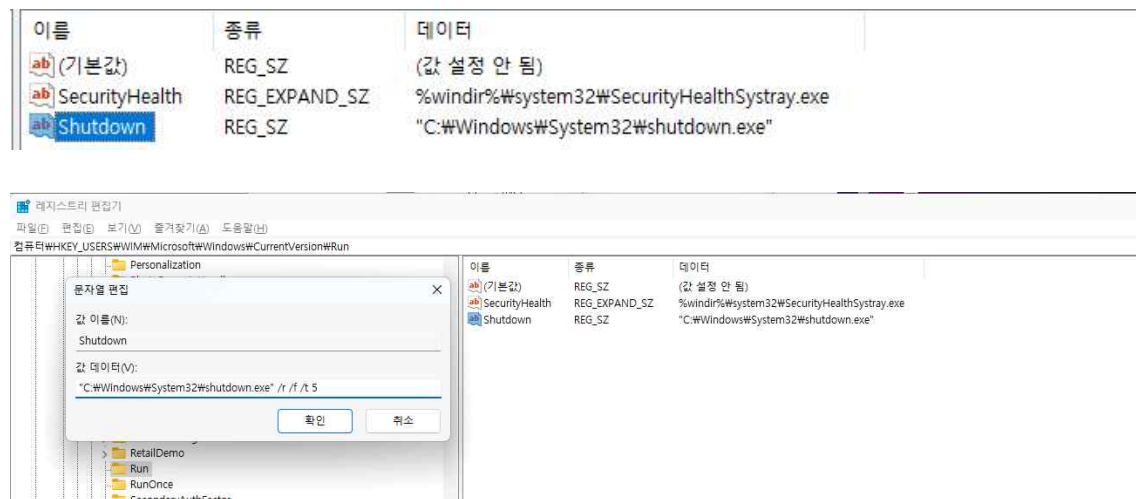 이름 종류 데이터
(기본값) REG_SZ (값 설정 안 됨)
SecurityHealth REG_EXPAND_SZ %windir%₩system32₩SecurityHealthSystray.exe
Shutdown REG_SZ "C:₩Windows₩System32₩shutdown.exe"
레지스트리 편집기
파일(F) 편집(E) 보기(V) 즐겨찾기(A) 도움말(H)
컴퓨터₩HKEY_USERS₩WIM₩Microsoft₩Windows₩CurrentVersion₩Run
Personalization
문자열 편집
값 이름(N):
Shutdown
값 데이터(V):
"C:₩Windows₩System32₩shutdown.exe" /r /f /t 5
확인 취소
RetailDemo
Run
RunOnce
이름 종류 데이터
(기본값) REG_SZ (값 설정 안 됨)
SecurityHealth REG_EXPAND_SZ %windir%₩system32₩SecurityHealthSystray.exe
Shutdown REG_SZ "C:₩Windows₩System32₩shutdown.exe"